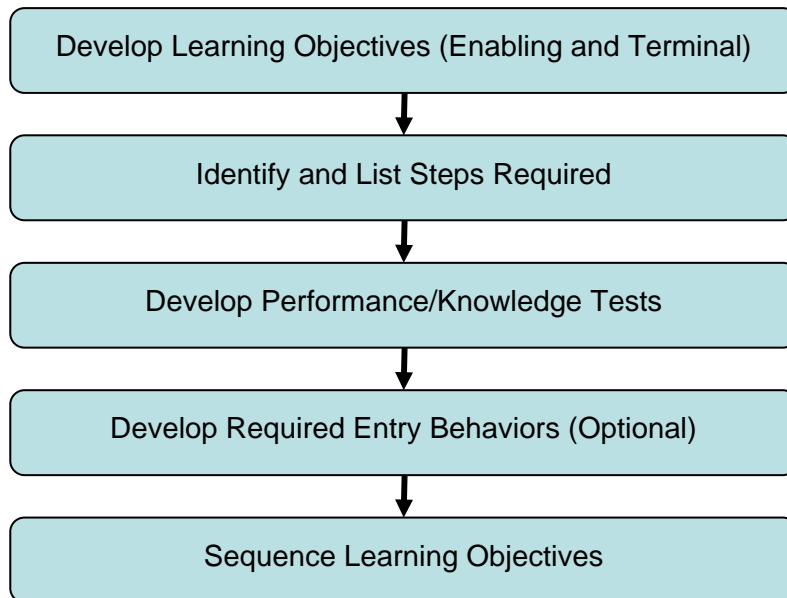 Develop Learning Objectives (Enabling and Terminal)
Identify and List Steps Required
Develop Performance/Knowledge Tests
Develop Required Entry Behaviors (Optional)
Sequence Learning Objectives